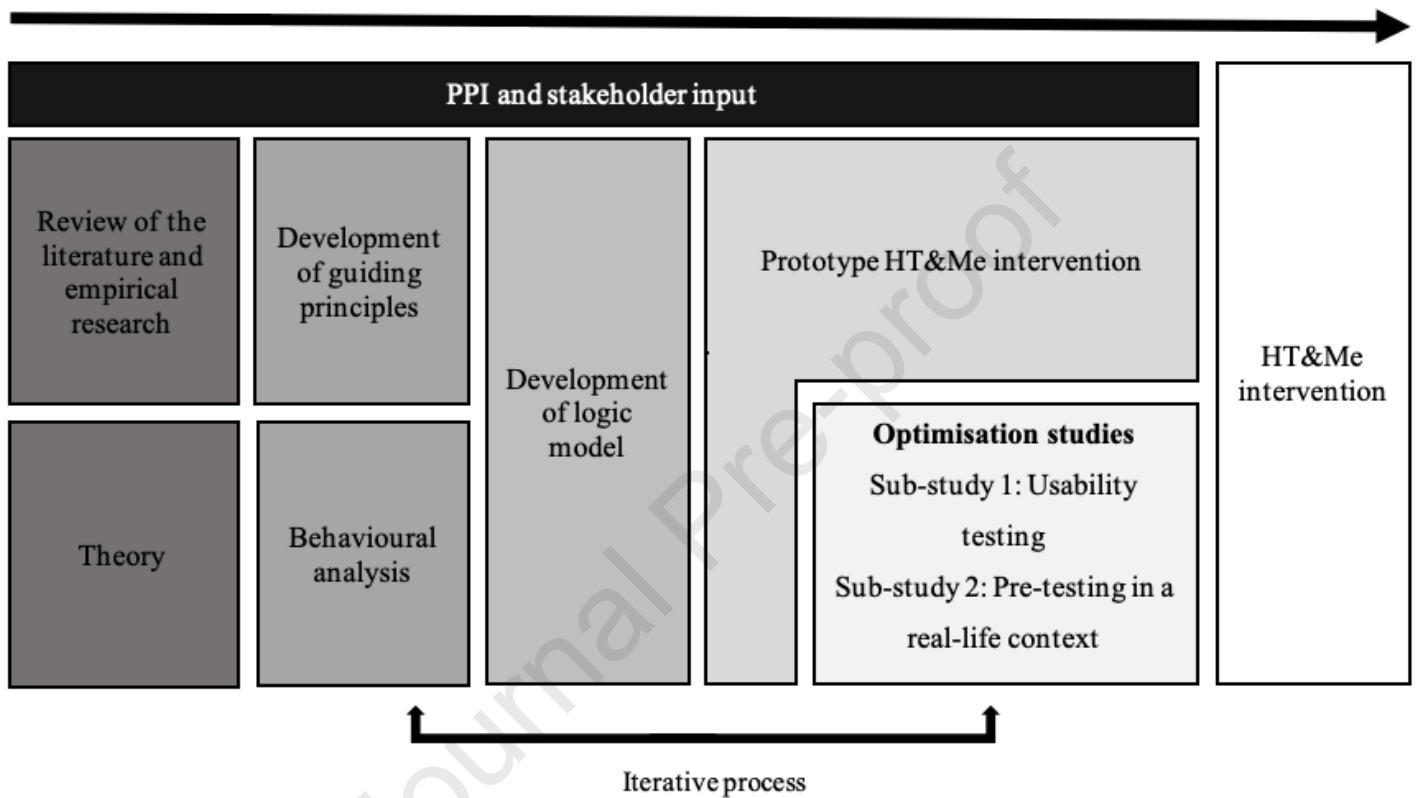 PPI and stakeholder input
Review of the
literature and
empirical
research
Development
of guiding
principles
Theory
Behavioural
analysis
Development
of logic
model
Prototype HT&Me intervention
Optimisation studies
Sub-study 1: Usability
testing
Sub-study 2: Pre-testing in a
real-life context
HT&Me
intervention
Iterative process
Journal Pre-proof